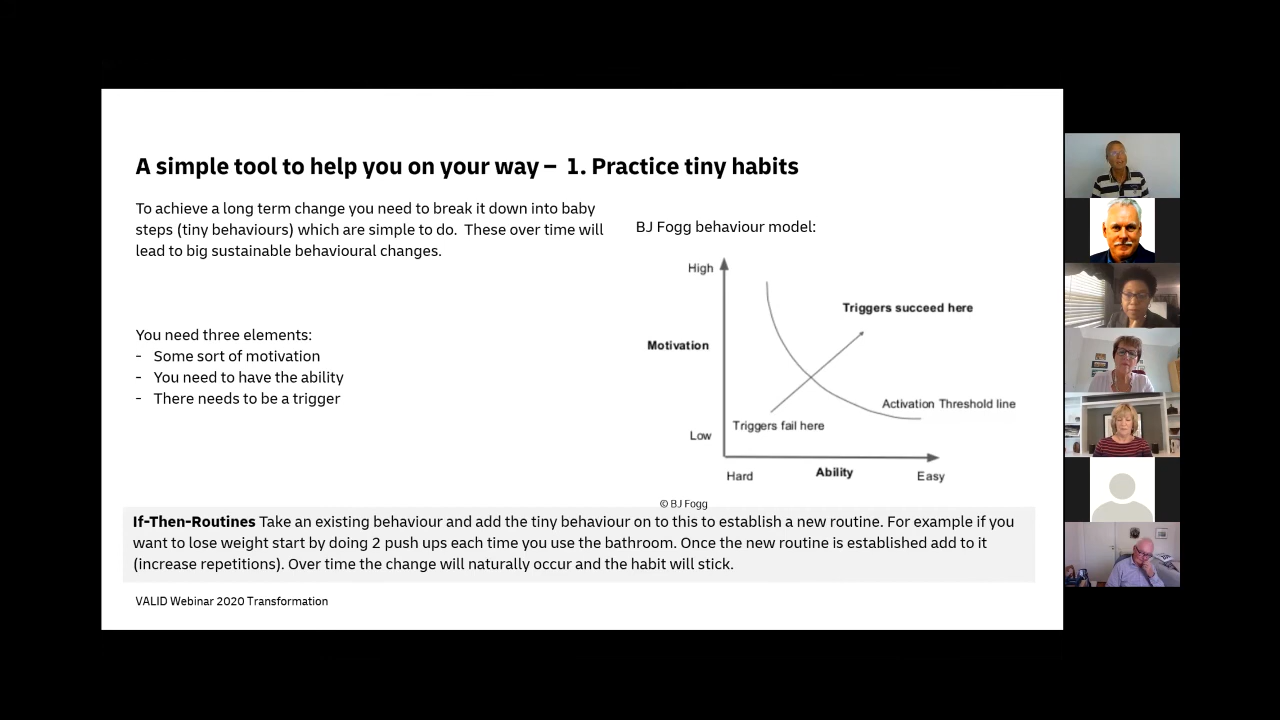 A simple tool to help you on your way – 1. Practice tiny habits
To achieve a long term change you need to break it down into baby
steps (tiny behaviours) which are simple to do. These over time will
lead to big sustainable behavioural changes.
You need three elements:
- Some sort of motivation
- You need to have the ability
- There needs to be a trigger
BJ Fogg behaviour model:
High
Triggers succeed here
Motivation
Activation Threshold line
Triggers fail here
Low
Hard
Ability
Easy
© BJ Fogg
If-Then-Routines Take an existing behaviour and add the tiny behaviour on to this to establish a new routine. For example if you
want to lose weight start by doing 2 push ups each time you use the bathroom. Once the new routine is established add to it
(increase repetitions). Over time the change will naturally occur and the habit will stick.
VALID Webinar 2020 Transformation